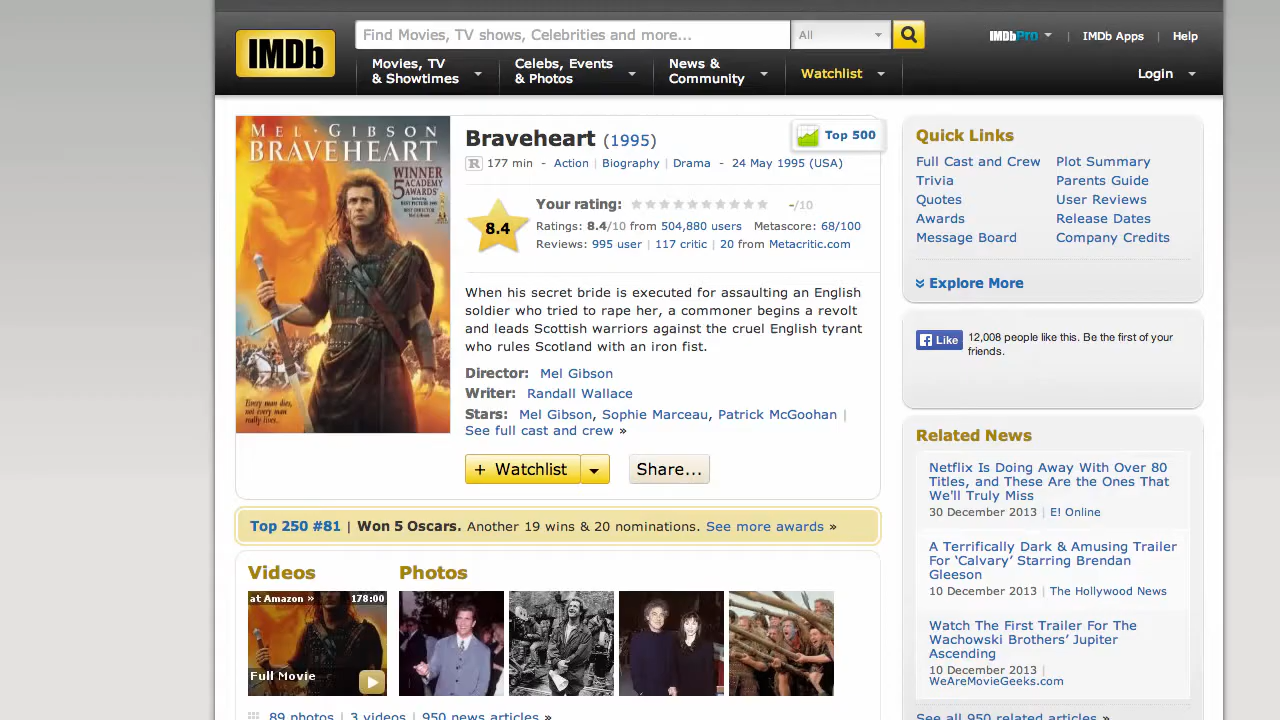 IMDb
Find Movies, TV shows, Celebrities and more...
All
IMDbPro
|
IMDb Apps
|
Help
Movies, TV
& Showtimes
Celebs, Events
& Photos
News &
Community
Watchlist
Login
MEL · GIBSON
BRAVEHEART
WINNER
5 ACADEMY
AWARDS
Every man dies,
not every man
really lives.
Braveheart (1995)
Top 500
R 177 min - Action | Biography | Drama - 24 May 1995 (USA)
8.4
Your rating: -/10
Ratings: 8.4/10 from 504,880 users Metascore: 68/100
Reviews: 995 user | 117 critic | 20 from Metacritic.com
When his secret bride is executed for assaulting an English
soldier who tried to rape her, a commoner begins a revolt
and leads Scottish warriors against the cruel English tyrant
who rules Scotland with an iron fist.
Director: Mel Gibson
Writer: Randall Wallace
Stars: Mel Gibson, Sophie Marceau, Patrick McGoohan |
See full cast and crew »
+ Watchlist
Share...
Top 250 #81 | Won 5 Oscars. Another 19 wins & 20 nominations. See more awards »
Videos
at Amazon » 178:00
Full Movie
Photos
89 photos | 3 videos | 950 news articles »
Quick Links
Full Cast and Crew
Plot Summary
Trivia
Parents Guide
Quotes
User Reviews
Awards
Release Dates
Message Board
Company Credits
Explore More
f Like
12,008 people like this. Be the first of your
friends.
Related News
Netflix Is Doing Away With Over 80
Titles, and These Are the Ones That
We'll Truly Miss
30 December 2013 | E! Online
A Terrifically Dark & Amusing Trailer
For ‘Calvary’ Starring Brendan
Gleeson
10 December 2013 | The Hollywood News
Watch The First Trailer For The
Wachowski Brothers’ Jupiter
Ascending
10 December 2013 |
WeAreMovieGeeks.com
See all 950 related articles »